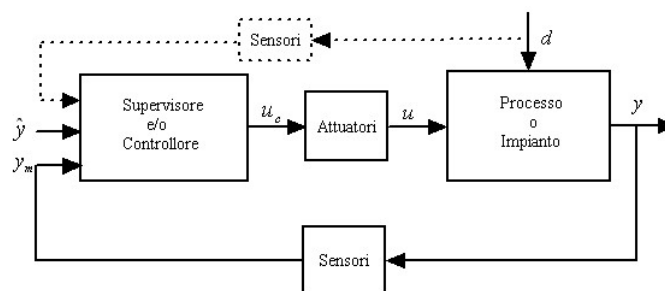 Sensori
d
Supervisore
e/o
Controllore
ŷ
y_m
u_c
Attuatori
u
Processo
o
Impianto
y
Sensori